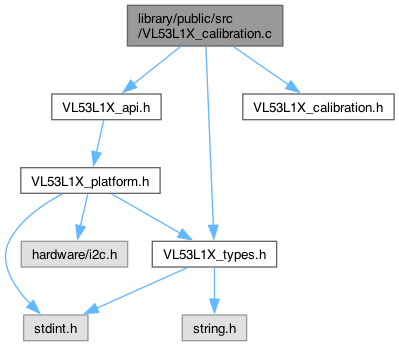 library/public/src
/VL53L1X_calibration.c
VL53L1X_api.h
VL53L1X_calibration.h
VL53L1X_platform.h
hardware/i2c.h
VL53L1X_types.h
stdint.h
string.h